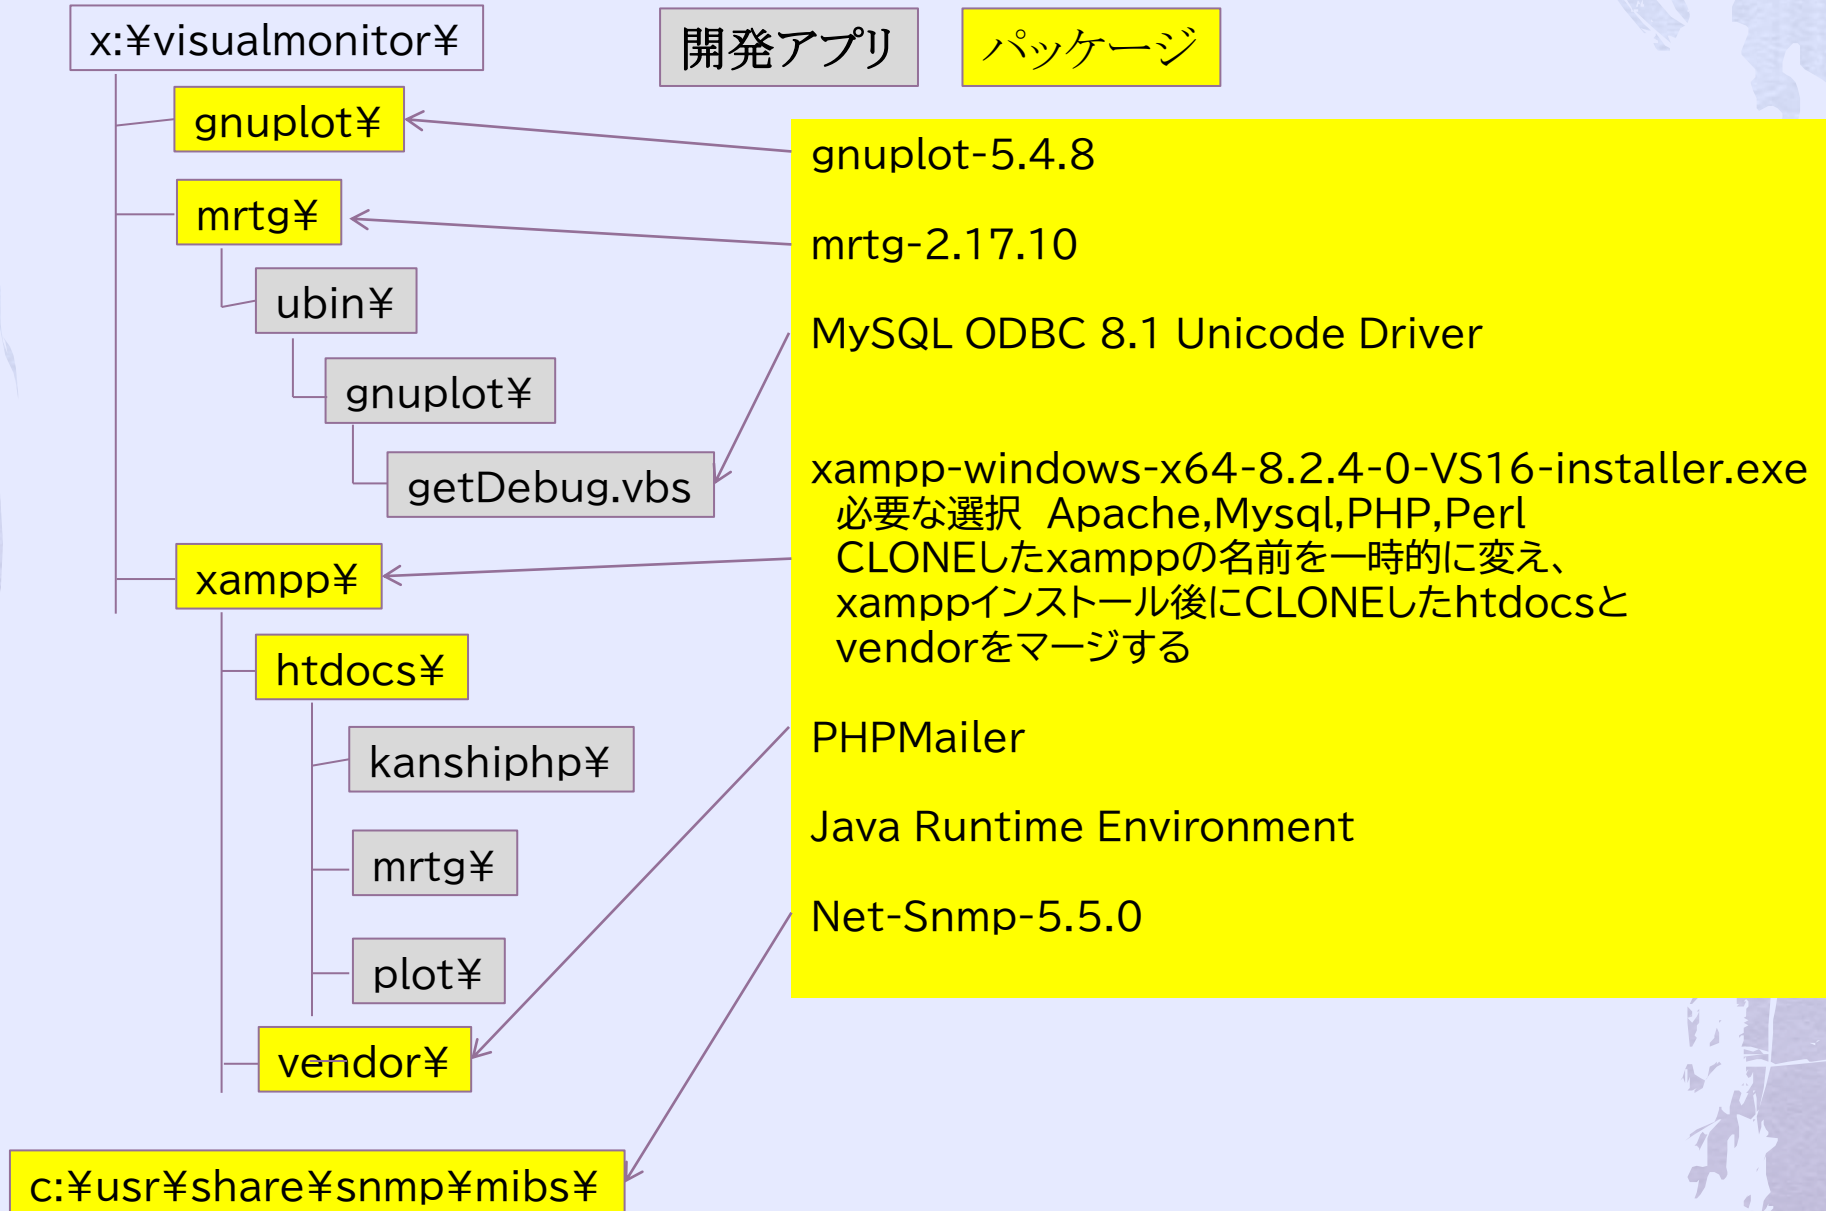 x:¥visualmonitor¥
開発アプリ
パッケージ
gnuplot¥
mrtg¥
ubin¥
gnuplot¥
getDebug.vbs
xampp¥
htdocs¥
kanshiphp¥
mrtg¥
plot¥
vendor¥
c:¥usr¥share¥snmp¥mibs¥
gnuplot-5.4.8
mrtg-2.17.10
MySQL ODBC 8.1 Unicode Driver
xampp-windows-x64-8.2.4-0-VS16-installer.exe
必要な選択　Apache,Mysql,PHP,Perl
CLONEしたxamppの名前を一時的に変え、
xamppインストール後にCLONEしたhtdocsと
vendorをマージする
PHPMailer
Java Runtime Environment
Net-Snmp-5.5.0